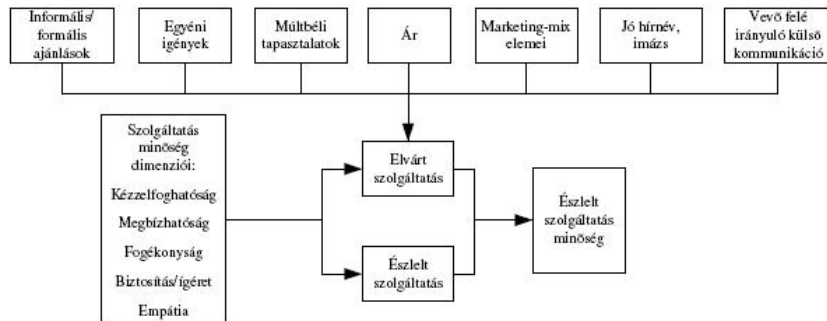 Informális/
formális
ajánlások
Egyéni
igények
Múltbéli
tapasztalatok
Ár
Marketing-mix
elemei
Jó hírnév,
imázs
Vevő felé
irányuló külső
kommunikáció
Szolgáltatás
minőség
dimenziói:
Kézzelfoghatóság
Megbízhatóság
Fogékonyság
Biztosítás/ígéret
Empátia
Elvárt
szolgáltatás
Észlelt
szolgáltatás
Észlelt
szolgáltatás
minőség